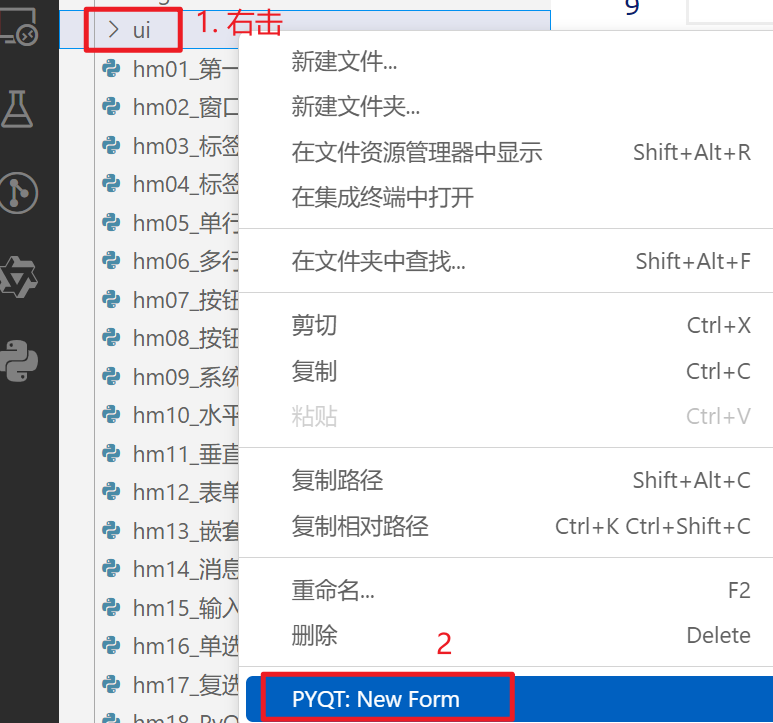 9
ui
1. 右击
hm01_第一
hm02_窗口
hm03_标签
hm04_标签
hm05_单行
hm06_多行
hm07_按钮
hm08_按钮
hm09_系统
hm10_水平
hm11_垂直
hm12_表单
hm13_嵌套
hm14_消息
hm15_输入
hm16_单选
hm17_复选
hm18_PyQ
新建文件...
新建文件夹...
在文件资源管理器中显示 Shift+Alt+R
在集成终端中打开
在文件夹中查找... Shift+Alt+F
剪切 Ctrl+X
复制 Ctrl+C
粘贴 Ctrl+V
复制路径 Shift+Alt+C
复制相对路径 Ctrl+K Ctrl+Shift+C
重命名... F2
删除 Delete
2
PYQT: New Form